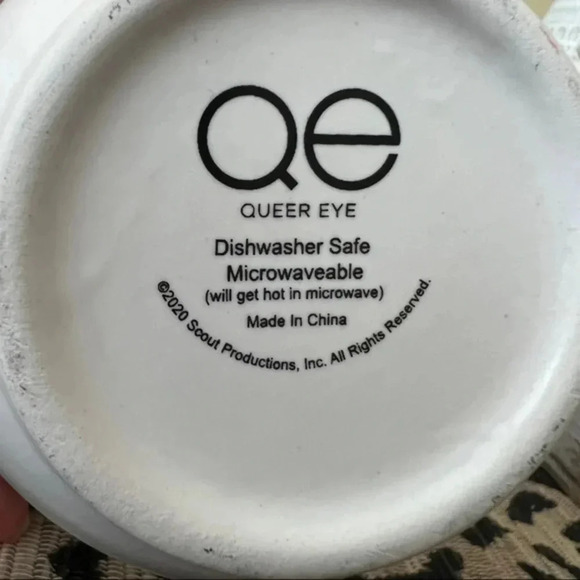 Qe
QUEER EYE
Dishwasher Safe
Microwaveable
(will get hot in microwave)
Made In China
©2020 Scout Productions, Inc. All Rights Reserved.